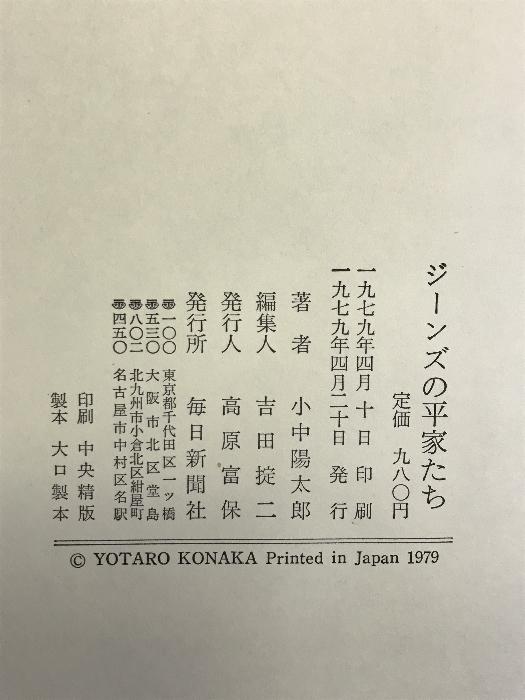 ジーンズの平家たち
定価 九八〇円
一九七九年四月 十日 印刷
一九七九年四月二十日 発行
著者 小中陽太郎
編集人 吉田掟二
発行人 高原富保
発行所 毎日新聞社
〠一〇〇 東京都千代田区一ツ橋
〠五三〇 大阪市北区堂島
〠八〇二 北九州市小倉北区紺屋町
〠四五〇 名古屋市中村区名駅
印刷 中央精版
製本 大口製本
© YOTARO KONAKA Printed in Japan 1979